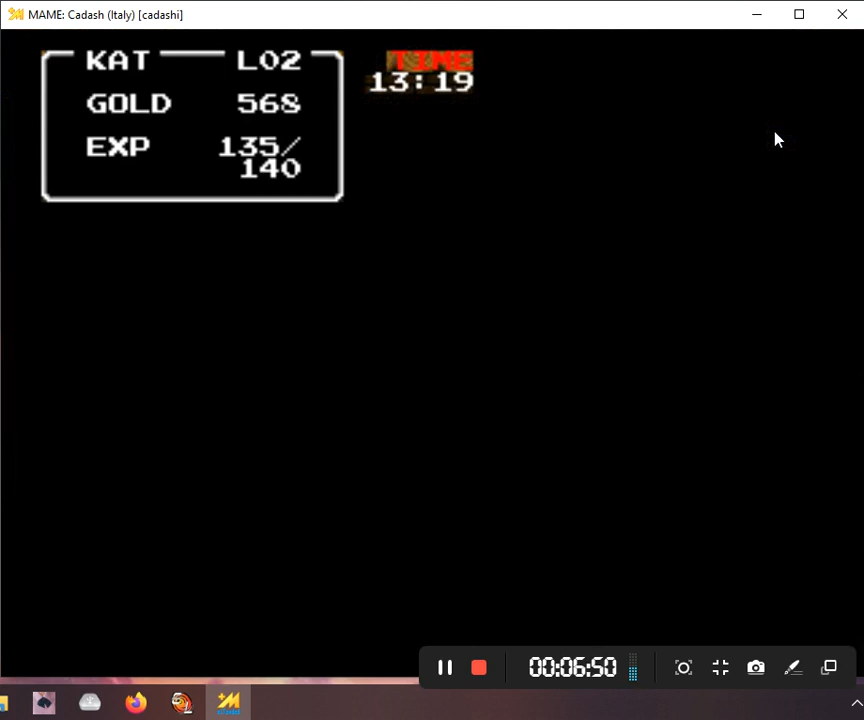 MAME: Cadash (Italy) [cadashi]
KAT L02
GOLD 568
EXP 135/
140
TIME
13:19
00:06:50